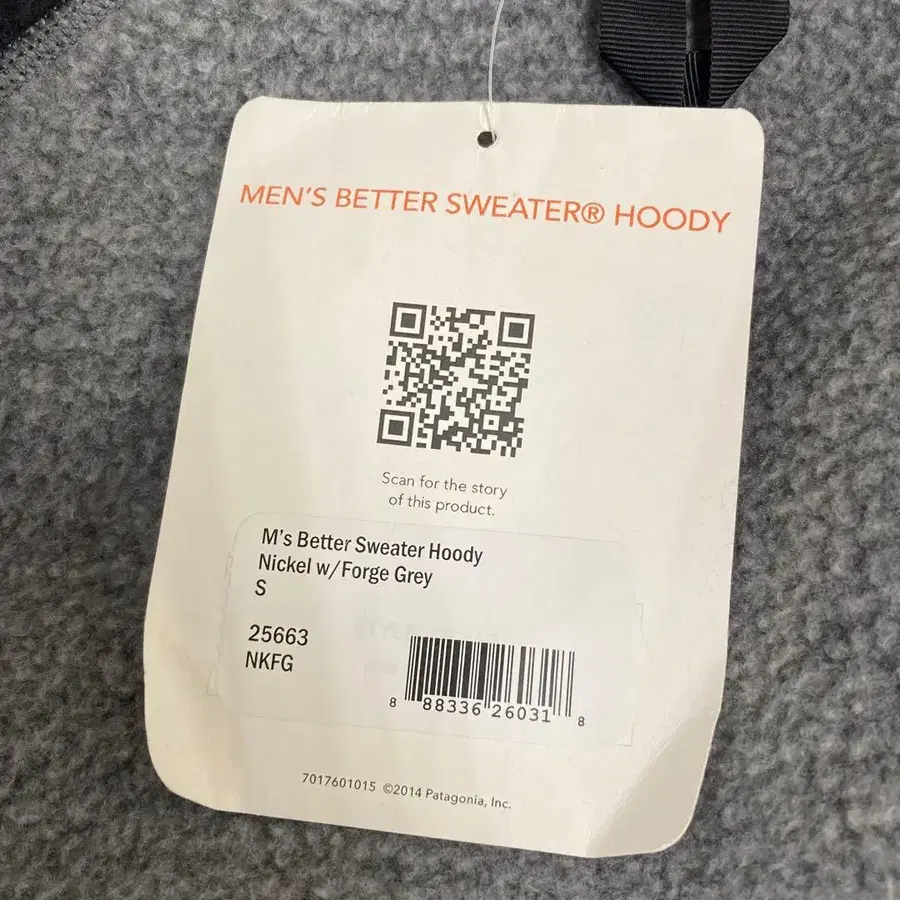 MEN'S BETTER SWEATER® HOODY
Scan for the story
of this product.
M's Better Sweater Hoody
Nickel w/Forge Grey
S
25663
NKFG
8 88336 26031 8
7017601015 ©2014 Patagonia, Inc.